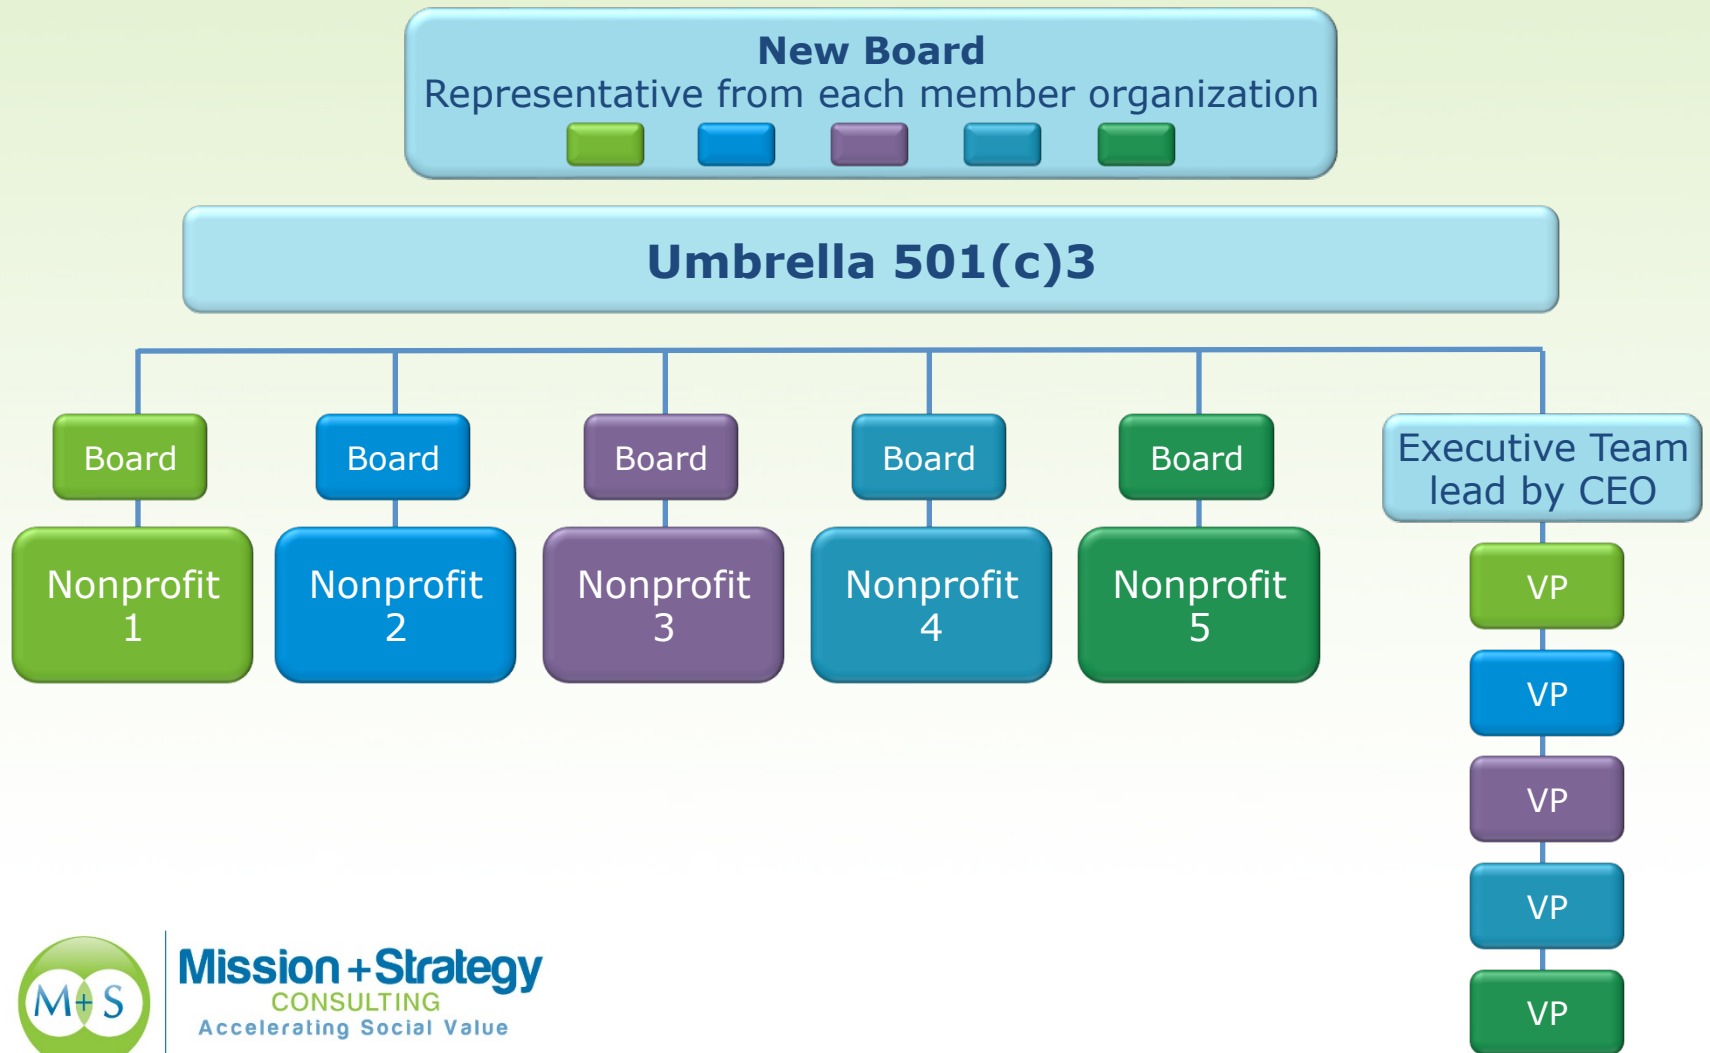 New Board
Representative from each member organization
Umbrella 501(c)3
Board
Board
Board
Board
Board
Executive Team
lead by CEO
Nonprofit
1
Nonprofit
2
Nonprofit
3
Nonprofit
4
Nonprofit
5
VP
VP
VP
VP
VP
M+S
Mission+Strategy
CONSULTING
Accelerating Social Value